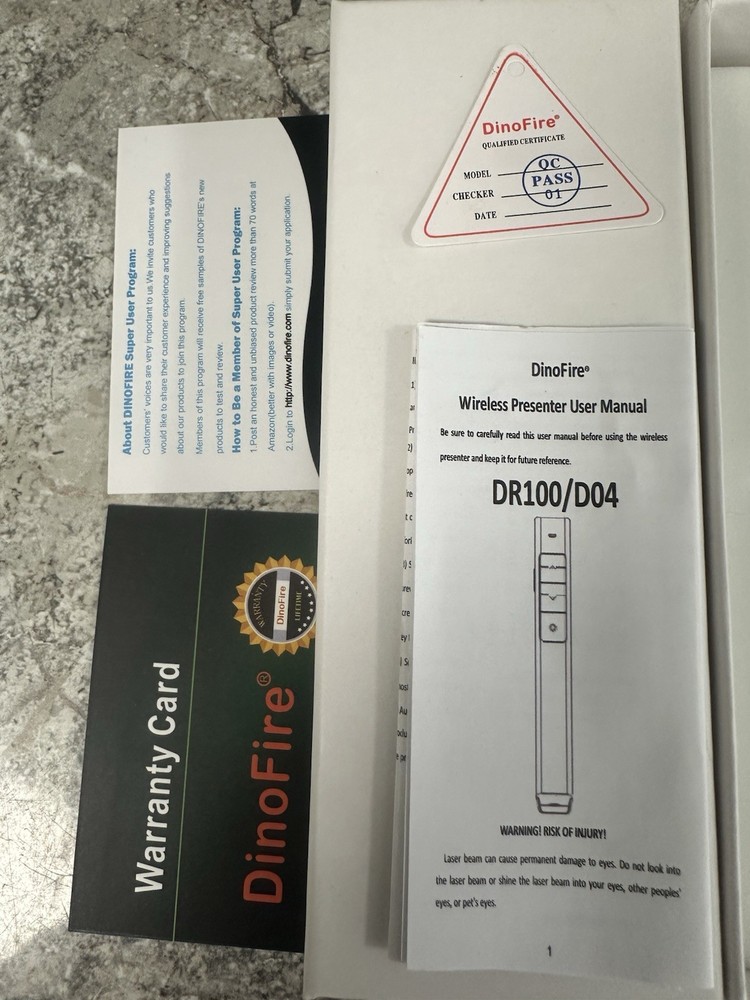 About DINOFIRE Super User Program:
Customers' voices are very important to us.We invite customers who
would like to share their customer experience and improving suggestions
about our products to join this program.
Members of this program will receive free samples of DINOFIRE's new
products to test and review.
How to Be a Member of Super User Program:
1.Post an honest and unbiased product review more than 70 words at
Amazon(better with images or video).
2.Login to http://www.dinofire.com simply submit your application.
Warranty Card
DinoFire®
WARRANTY
DinoFire
LIFETIME
DinoFire®
QUALIFIED CERTIFICATE
MODEL
CHECKER
DATE
QC
PASS
01
DinoFire®
Wireless Presenter User Manual
Be sure to carefully read this user manual before using the wireless
presenter and keep it for future reference.
DR100/D04
WARNING! RISK OF INJURY!
Laser beam can cause permanent damage to eyes. Do not look into
the laser beam or shine the laser beam into your eyes, other peoples'
eyes, or pet's eyes.
1